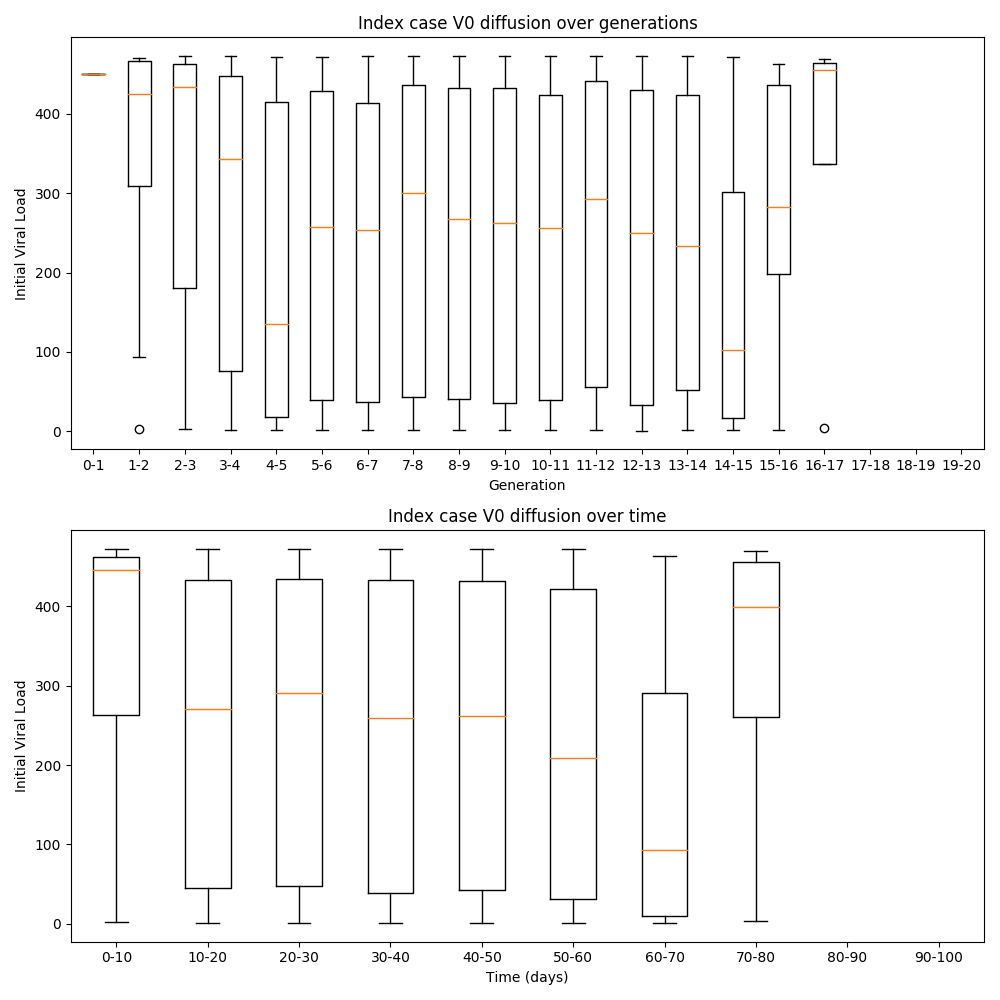 Index case V0 diffusion over generations
Initial Viral Load
400
300
200
100
0
0-1 1-2 2-3 3-4 4-5 5-6 6-7 7-8 8-9 9-10 10-11 11-12 12-13 13-14 14-15 15-16 16-17 17-18 18-19 19-20
Generation
Index case V0 diffusion over time
Initial Viral Load
400
300
200
100
0
0-10 10-20 20-30 30-40 40-50 50-60 60-70 70-80 80-90 90-100
Time (days)